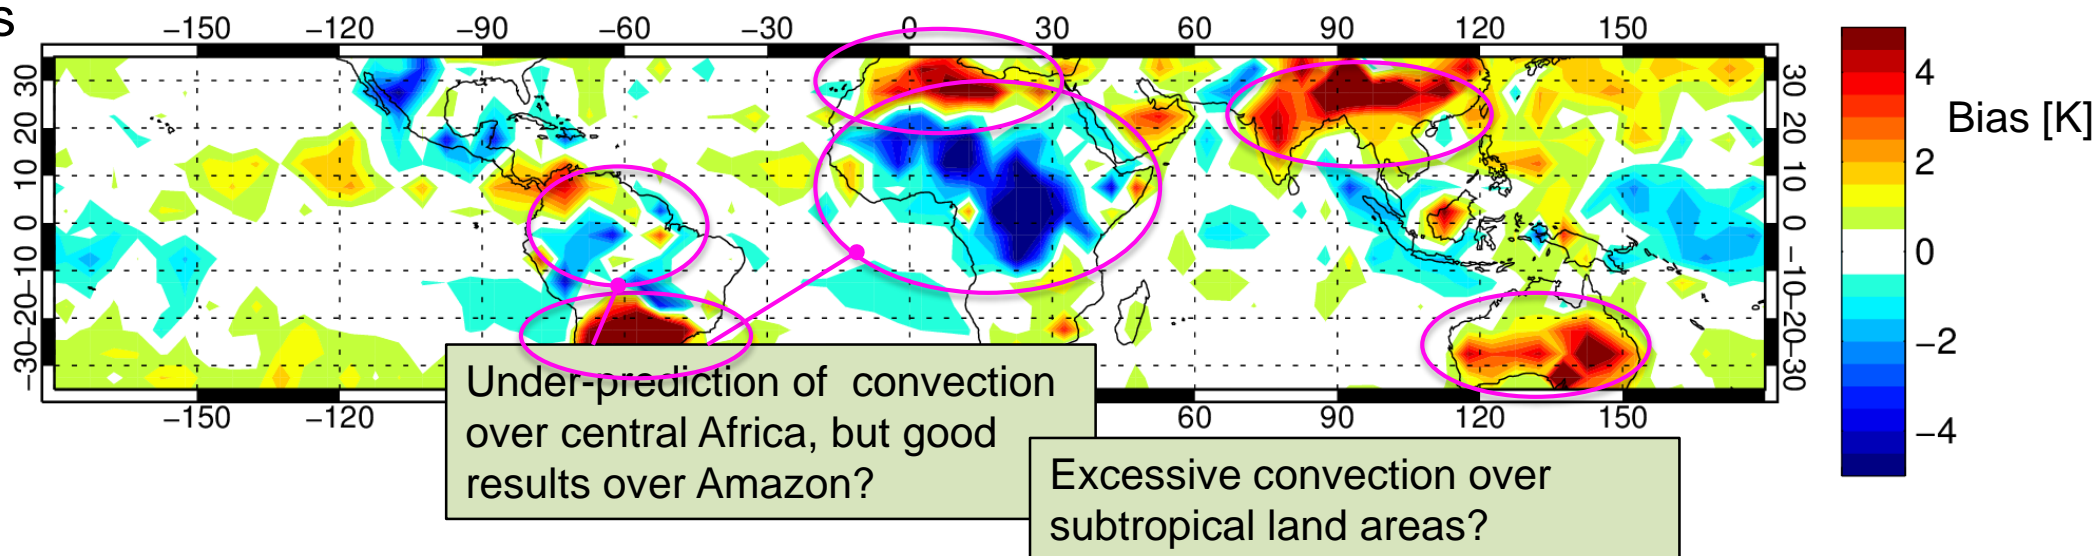 s
−150 −120 −90 −60 −30 0 30 60 90 120 150
30 30
20 20
10 10
0 0
−10 −10
−20 −20
−30 −30
−150 −120 60 90 120 150
4
Bias [K]
2
0
−2
−4
Under-prediction of convection
over central Africa, but good
results over Amazon?
Excessive convection over
subtropical land areas?